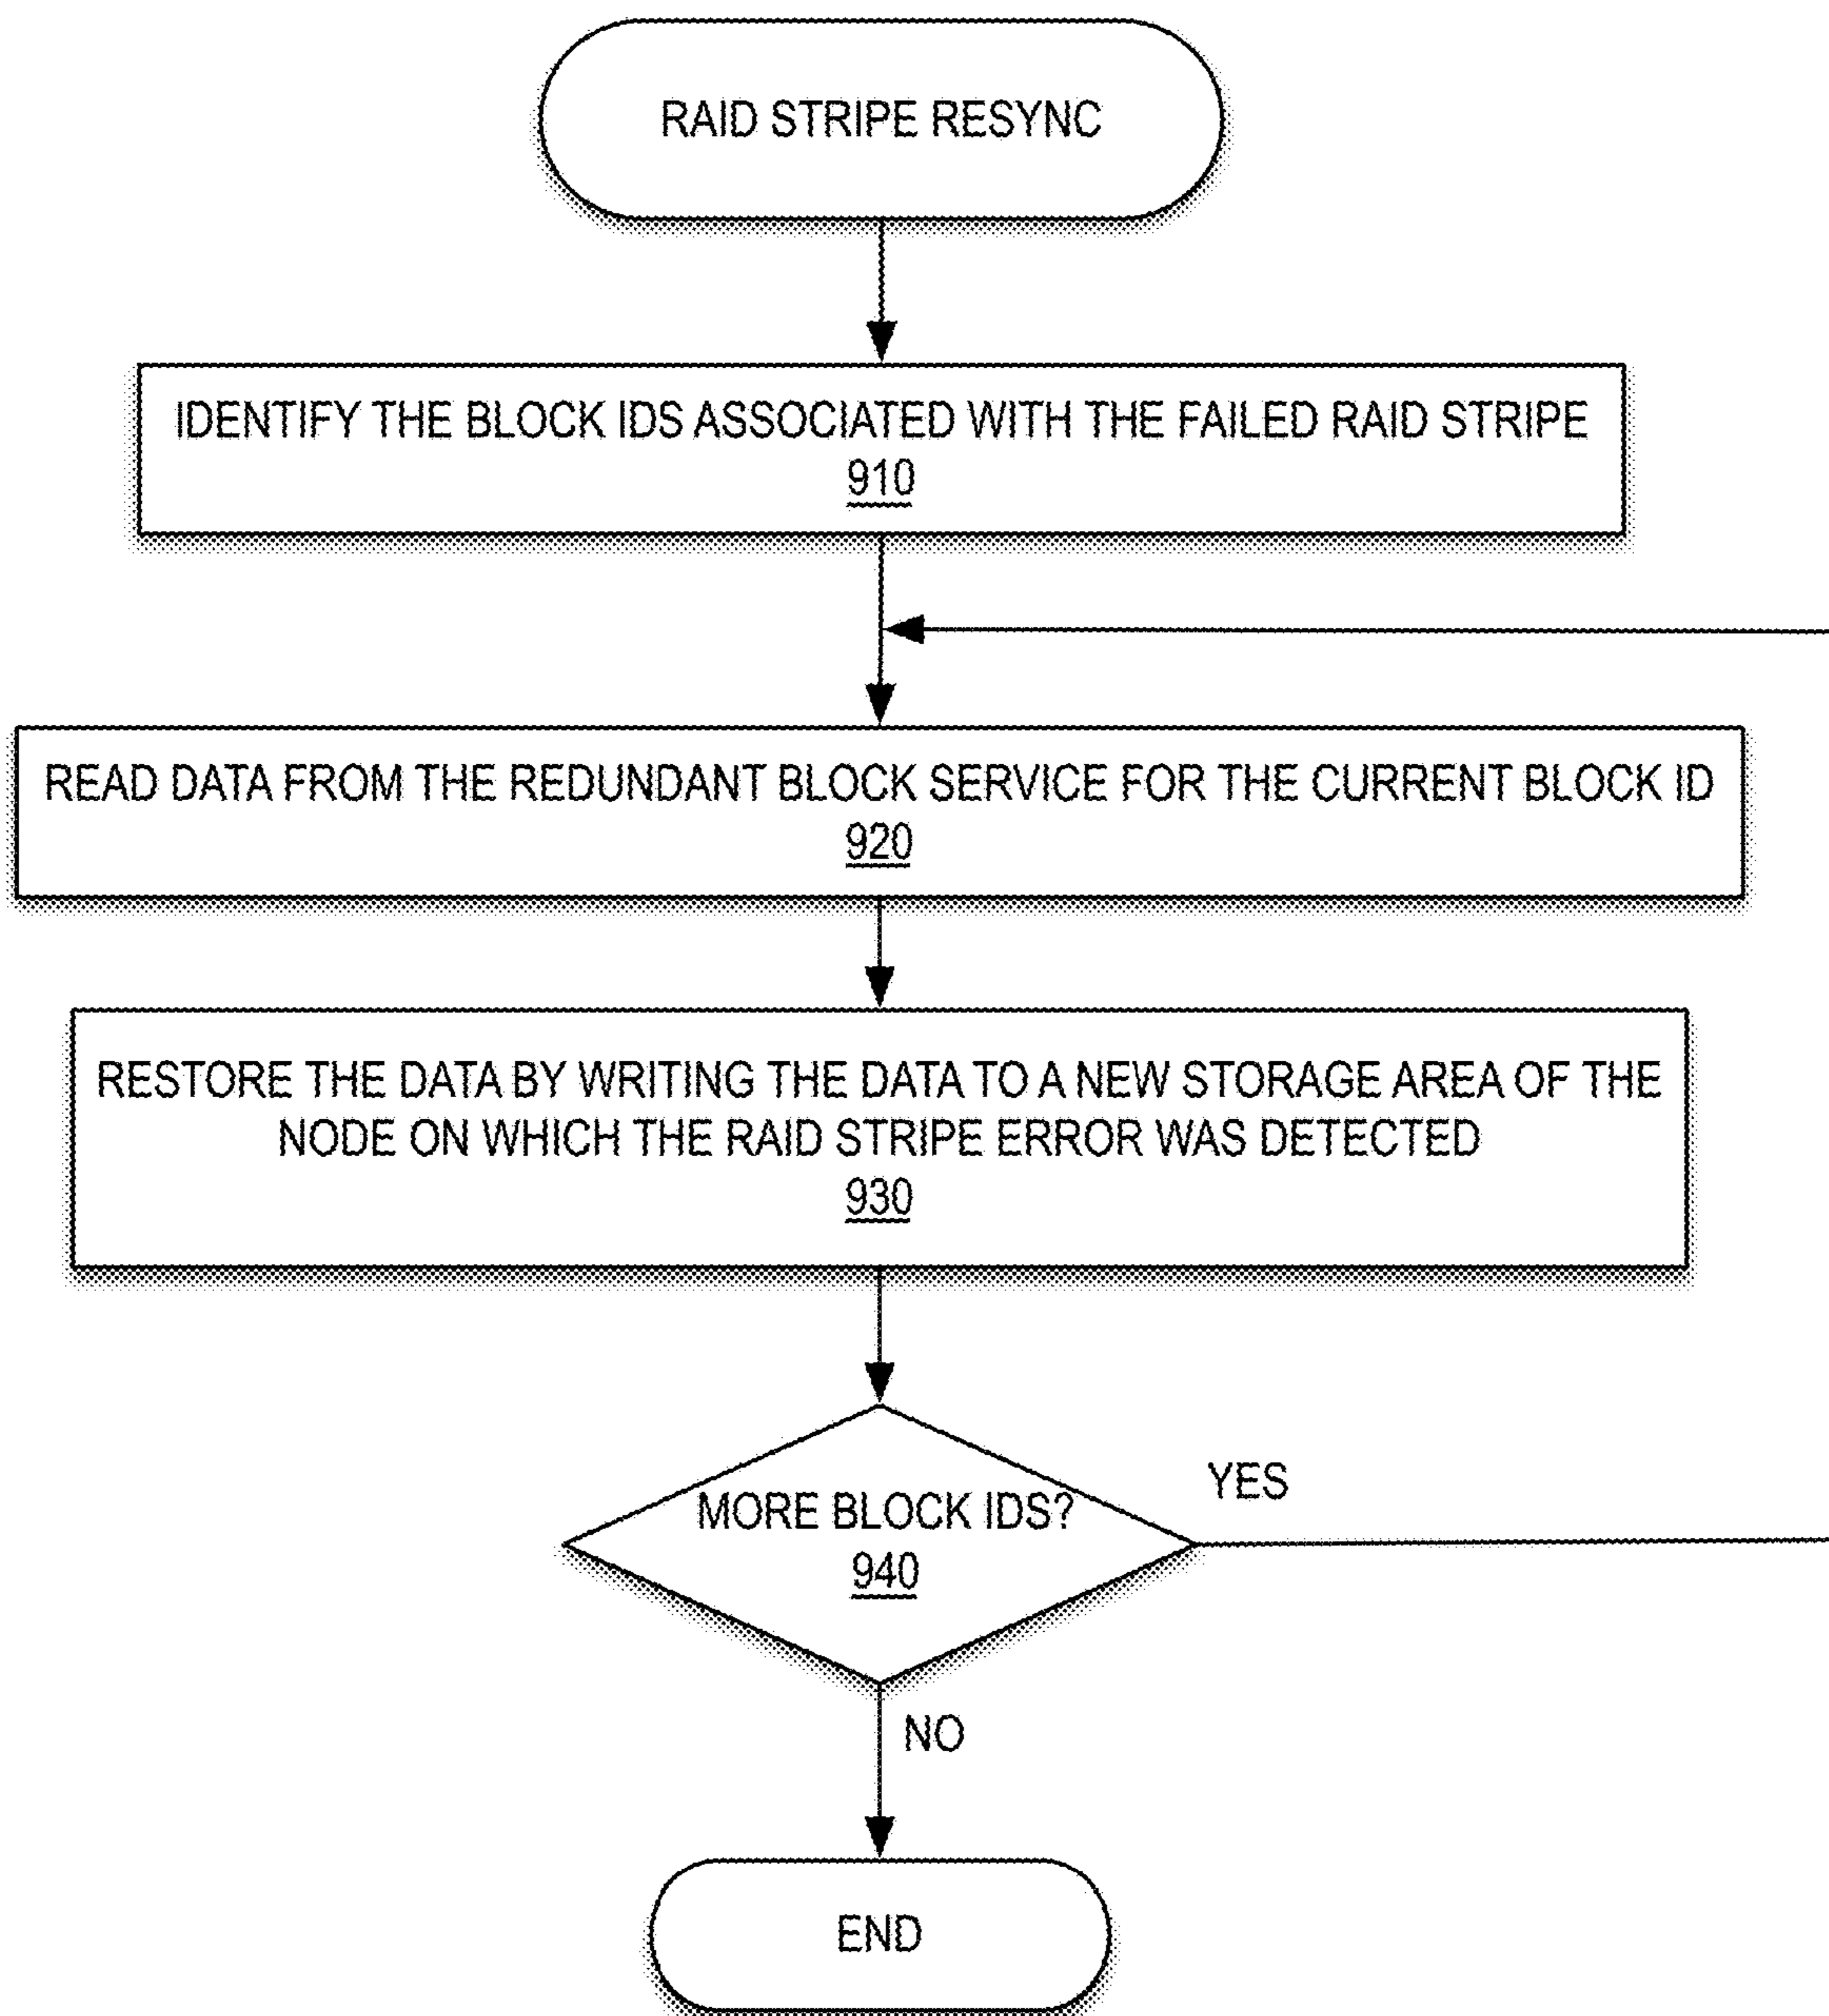 RAID STRIPE RESYNC
IDENTIFY THE BLOCK IDS ASSOCIATED WITH THE FAILED RAID STRIPE
910
READ DATA FROM THE REDUNDANT BLOCK SERVICE FOR THE CURRENT BLOCK ID
920
RESTORE THE DATA BY WRITING THE DATA TO A NEW STORAGE AREA OF THE
NODE ON WHICH THE RAID STRIPE ERROR WAS DETECTED
930
YES
MORE BLOCK IDS?
940
NO
END